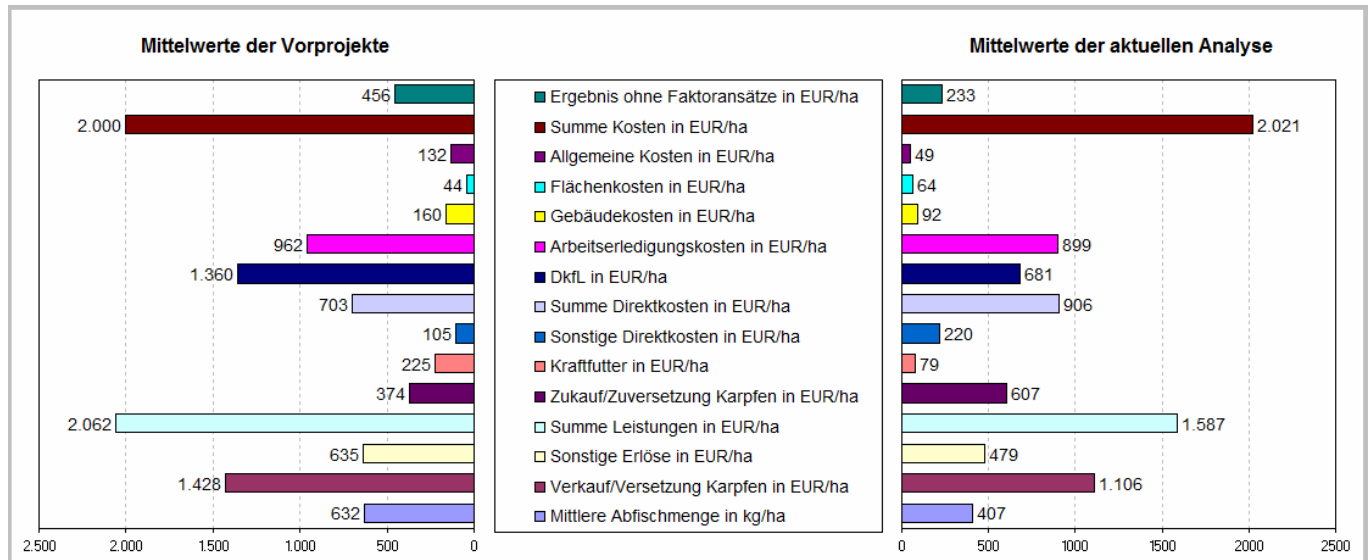 Mittelwerte der Vorprojekte
Mittelwerte der aktuellen Analyse
456 Ergebnis ohne Faktoransätze in EUR/ha 233
2.000 Summe Kosten in EUR/ha 2.021
132 Allgemeine Kosten in EUR/ha 49
44 Flächenkosten in EUR/ha 64
160 Gebäudekosten in EUR/ha 92
962 Arbeitserledigungskosten in EUR/ha 899
1.360 DkfL in EUR/ha 681
703 Summe Direktkosten in EUR/ha 906
105 Sonstige Direktkosten in EUR/ha 220
225 Kraftfutter in EUR/ha 79
374 Zukauf/Zuversetzung Karpfen in EUR/ha 607
2.062 Summe Leistungen in EUR/ha 1.587
635 Sonstige Erlöse in EUR/ha 479
1.428 Verkauf/Versetzung Karpfen in EUR/ha 1.106
632 Mittlere Abfischmenge in kg/ha 407
2.500 2.000 1.500 1.000 500 0
0 500 1000 1500 2000 2500